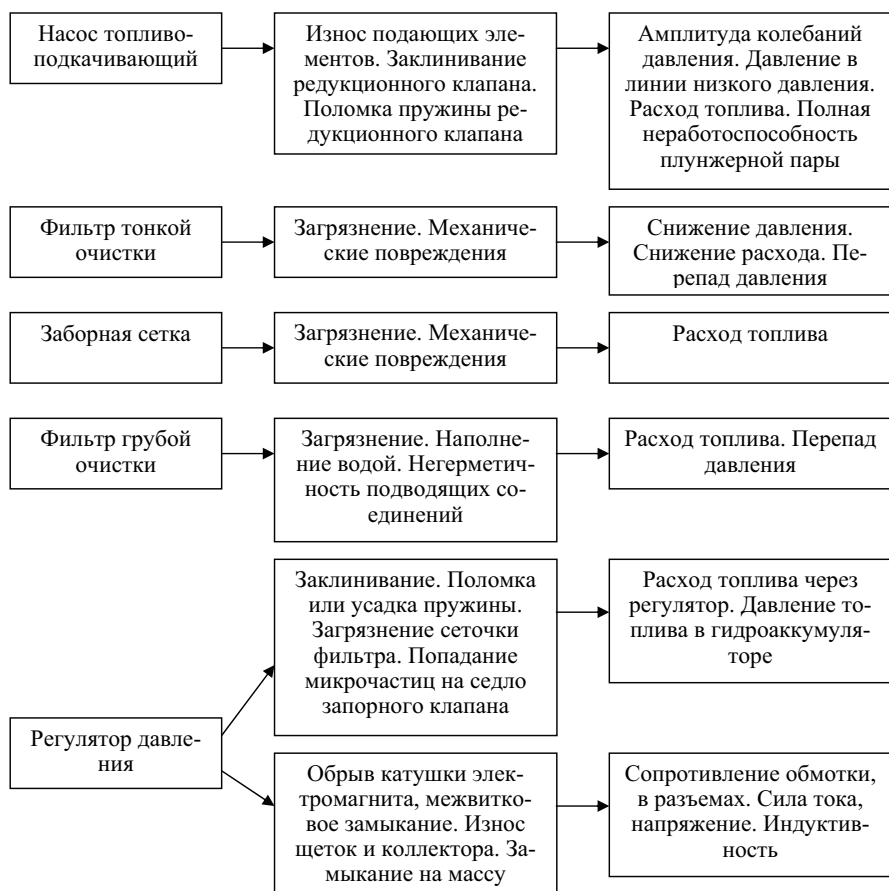 Насос топливо-
подкачивающий
Износ подающих эле-
ментов. Заклинивание
редукционного клапана.
Поломка пружины ре-
дукционного клапана
Амплитуда колебаний
давления. Давление в
линии низкого давления.
Расход топлива. Полная
неработоспособность
плунжерной пары
Фильтр тонкой
очистки
Загрязнение. Механиче-
ские повреждения
Снижение давления.
Снижение расхода. Пе-
репад давления
Заборная сетка
Загрязнение. Механиче-
ские повреждения
Расход топлива
Фильтр грубой
очистки
Загрязнение. Наполне-
ние водой. Негерметич-
ность подводящих со-
единений
Расход топлива. Перепад
давления
Регулятор давле-
ния
Заклинивание. Поломка
или усадка пружины.
Загрязнение сеточки
фильтра. Попадание
микрочастиц на седло
запорного клапана
Расход топлива через
регулятор. Давление то-
плива в гидроаккумуля-
торе
Обрыв катушки элек-
тромагнита, межвитко-
вое замыкание. Износ
щеток и коллектора. За-
мыкание на массу
Сопротивление обмотки,
в разъемах. Сила тока,
напряжение. Индуктив-
ность